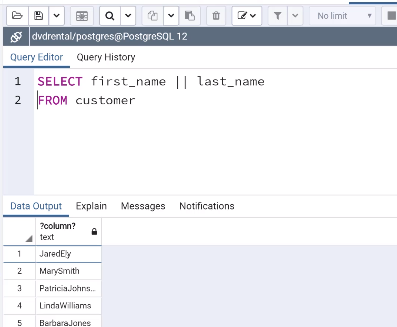 No limit
dvdrental/postgres@PostgreSQL 12
Query Editor Query History
1 SELECT first_name || last_name
2 FROM customer
Data Output Explain Messages Notifications
?column?
text
1 JaredEly
2 MarySmith
3 PatriciaJohns...
4 LindaWilliams
5 BarbaraJones